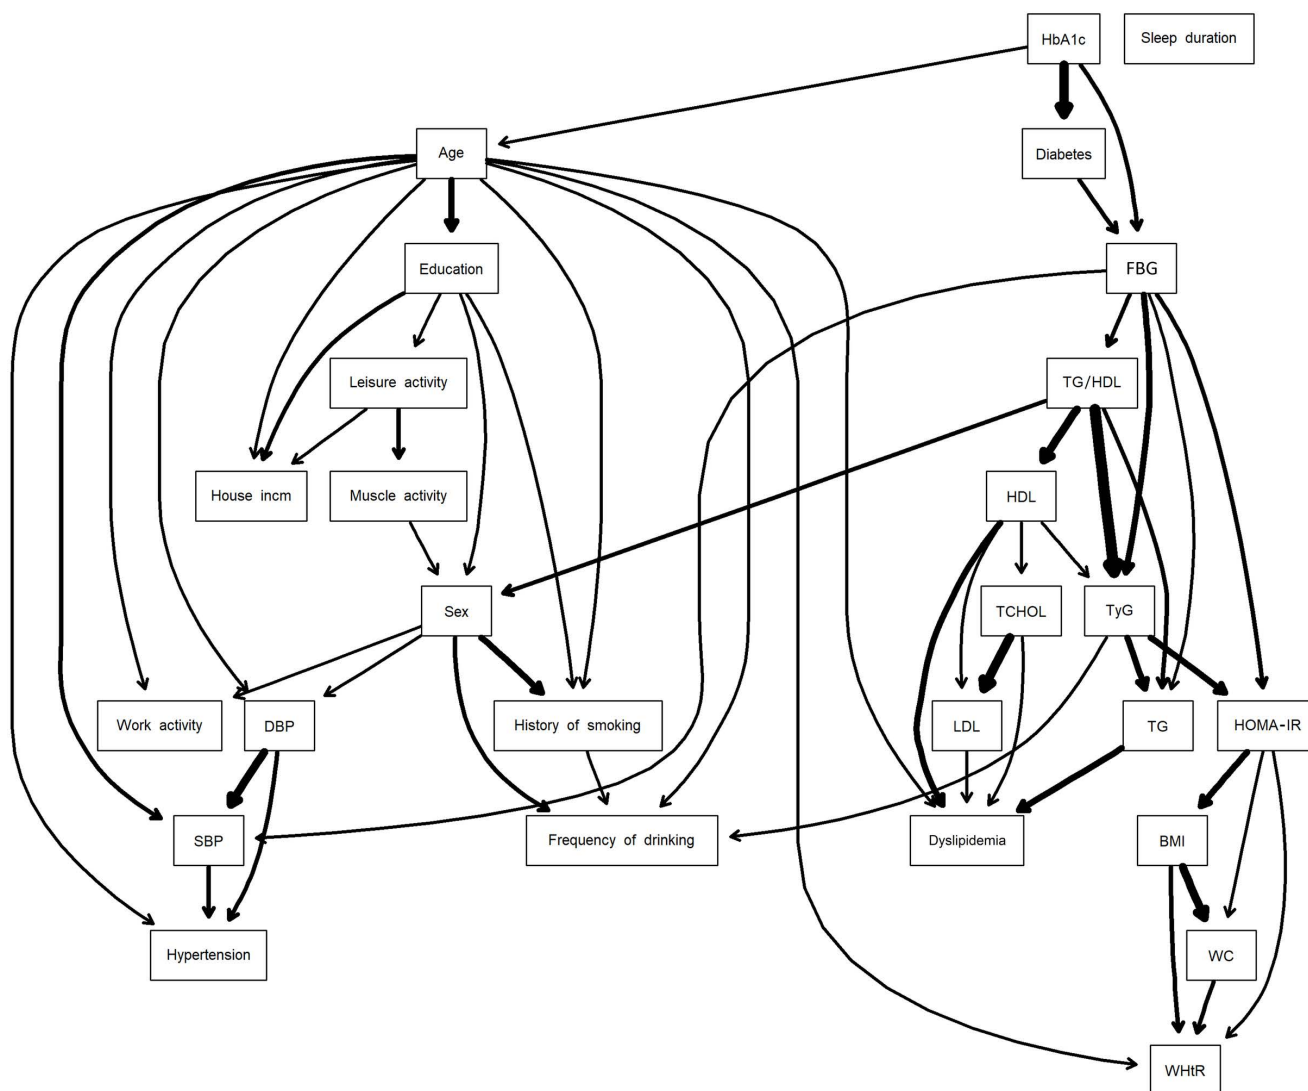 HbA1c
Sleep duration
Age
Diabetes
Education
FBG
Leisure activity
TG/HDL
House incm
Muscle activity
HDL
Sex
TCHOL
TyG
Work activity
DBP
History of smoking
LDL
TG
HOMA-IR
SBP
Frequency of drinking
Dyslipidemia
BMI
Hypertension
WC
WHtR